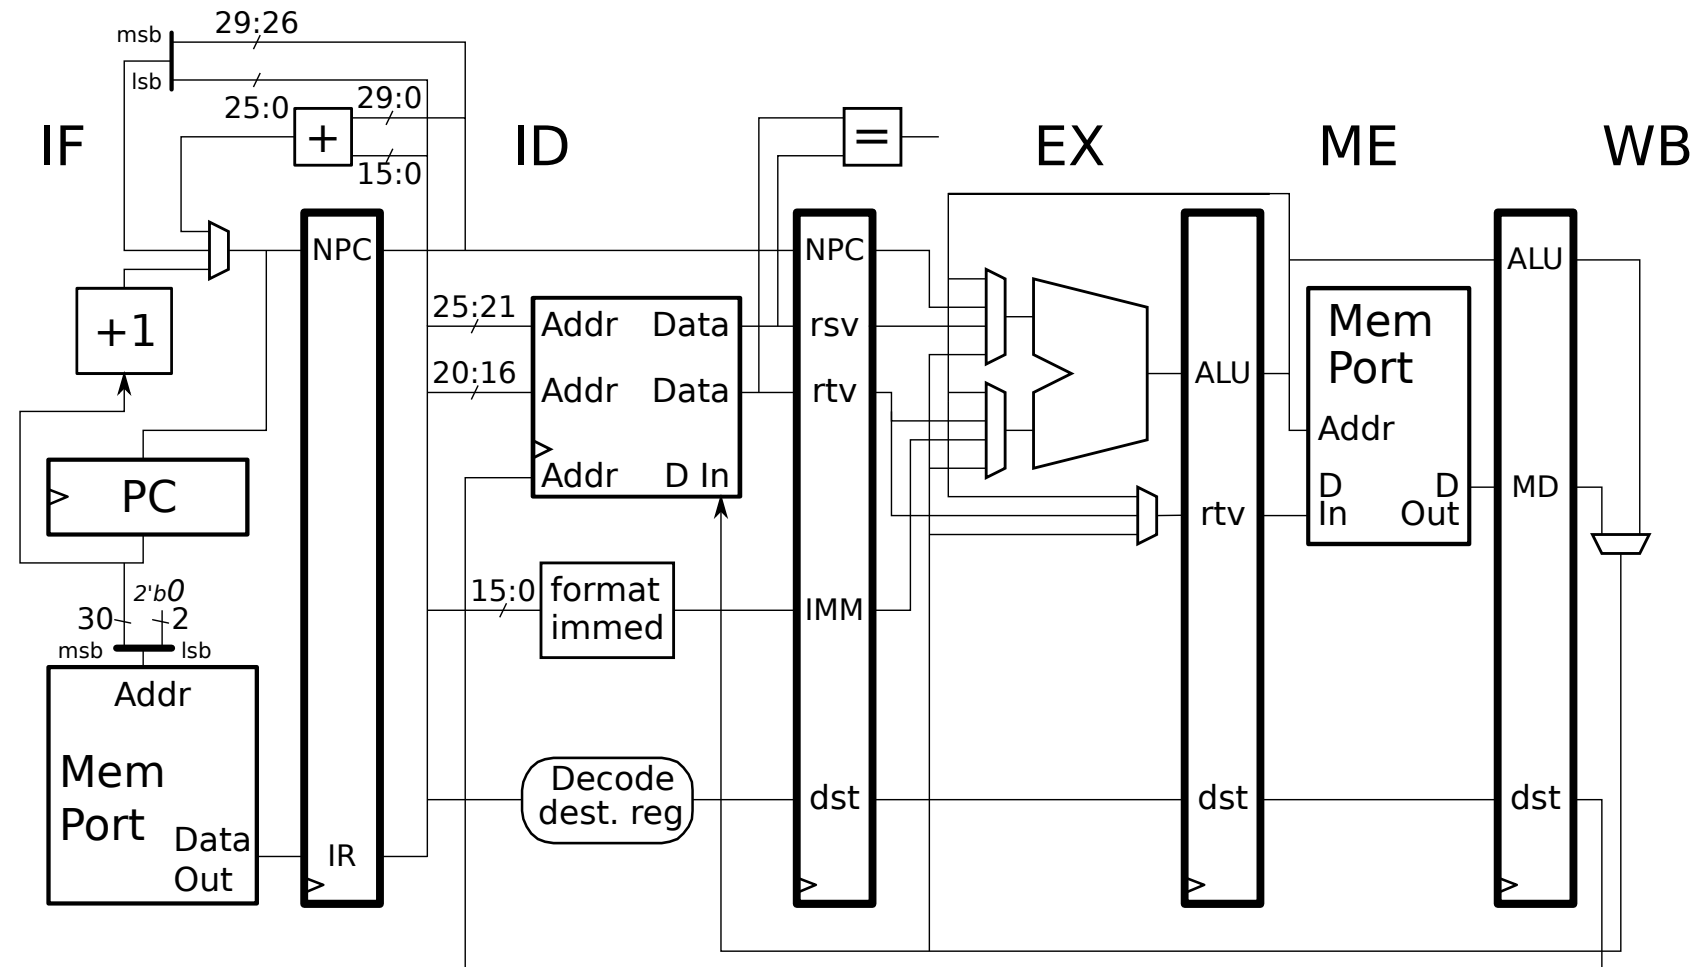 msb
29:26
lsb
25:0
29:0
+
15:0
IF
ID
=
EX
ME
WB
+1
PC
2'b0
30
2
msb
lsb
Addr
Mem
Port
Data
Out
NPC
IR
25:21
20:16
Addr
Data
Addr
Data
Addr
D In
15:0
format
immed
Decode
dest. reg
NPC
rsv
rtv
IMM
dst
ALU
rtv
dst
Mem
Port
Addr
D
In
D
Out
ALU
MD
dst